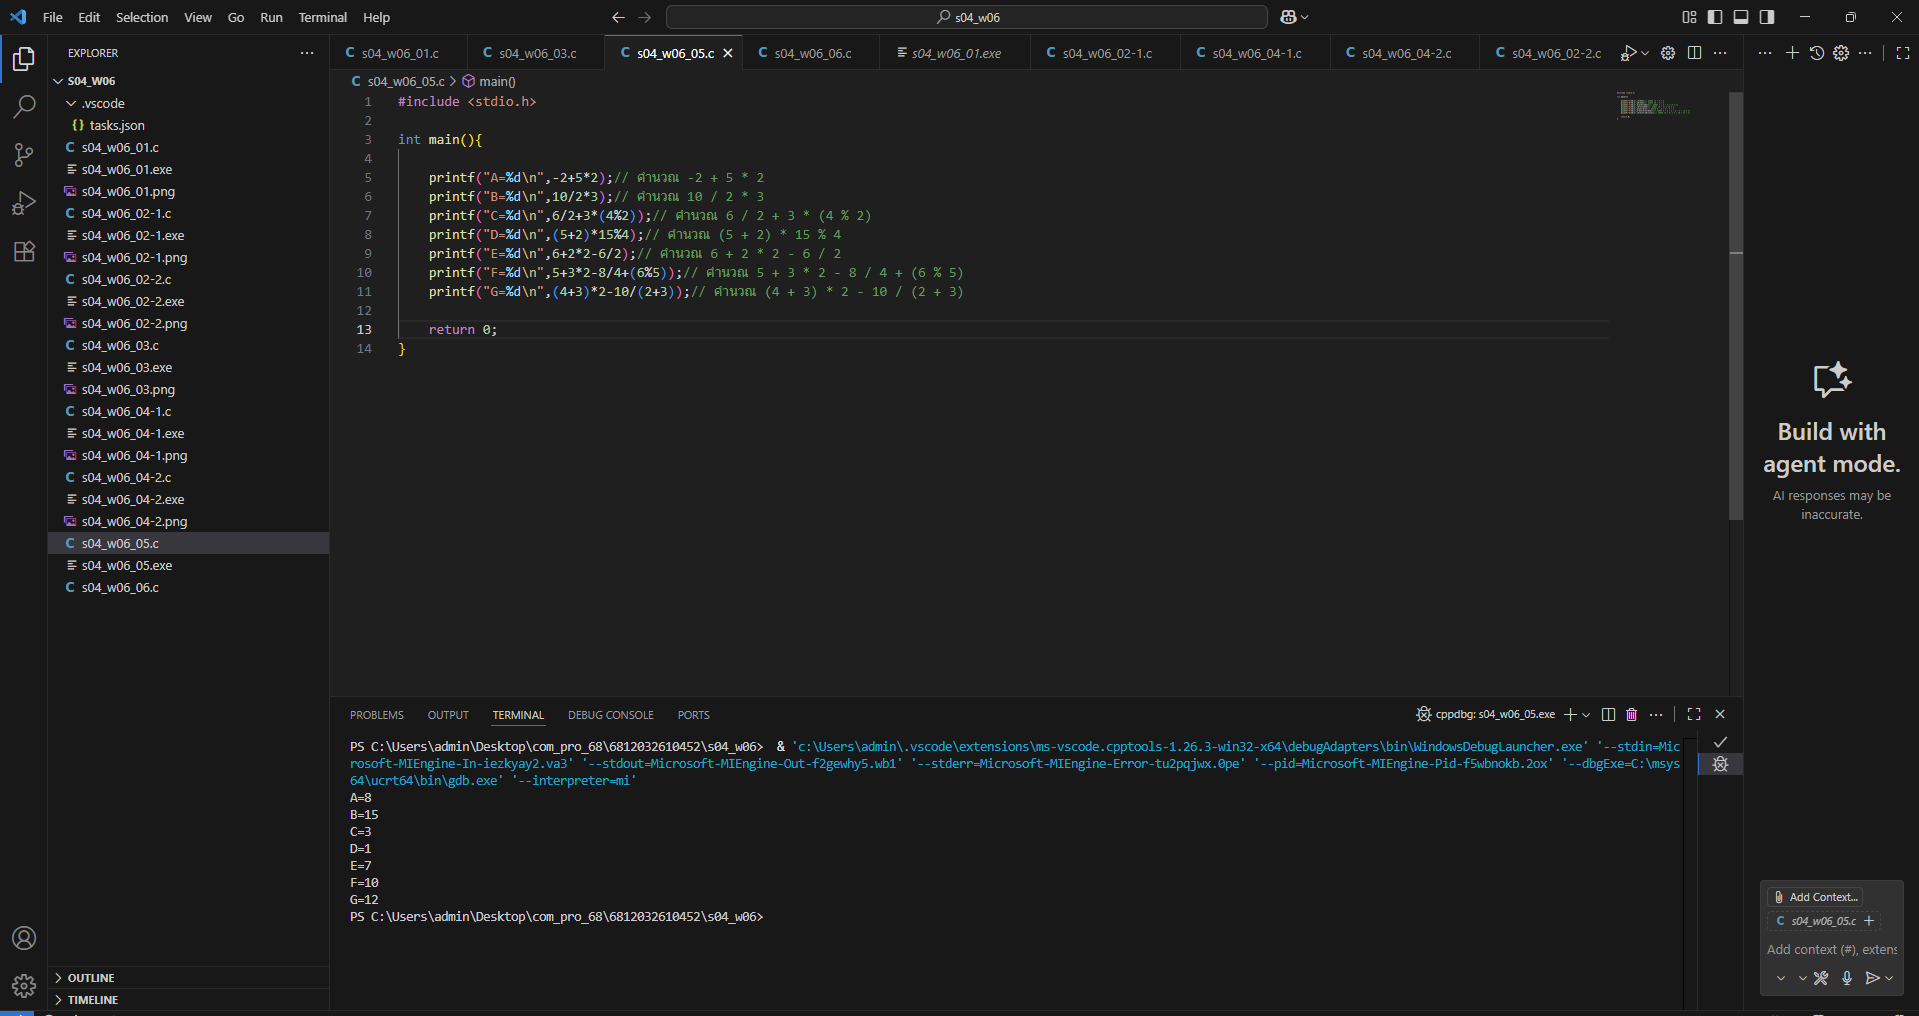 File Edit Selection View Go Run Terminal Help
s04_w06
EXPLORER
S04_W06
.vscode
{} tasks.json
C s04_w06_01.c
s04_w06_01.exe
s04_w06_01.png
C s04_w06_02-1.c
s04_w06_02-1.exe
s04_w06_02-1.png
C s04_w06_02-2.c
s04_w06_02-2.exe
s04_w06_02-2.png
C s04_w06_03.c
s04_w06_03.exe
s04_w06_03.png
C s04_w06_04-1.c
s04_w06_04-1.exe
s04_w06_04-1.png
C s04_w06_04-2.c
s04_w06_04-2.exe
s04_w06_04-2.png
C s04_w06_05.c
s04_w06_05.exe
C s04_w06_06.c
OUTLINE
TIMELINE
C s04_w06_01.c C s04_w06_03.c C s04_w06_05.c C s04_w06_06.c s04_w06_01.exe C s04_w06_02-1.c C s04_w06_04-1.c C s04_w06_04-2.c C s04_w06_02-2.c
C s04_w06_05.c > main()
1 #include <stdio.h>
2
3 int main(){
4
5 printf("A=%d\n",-2+5*2);// คำนวณ -2 + 5 * 2
6 printf("B=%d\n",10/2*3);// คำนวณ 10 / 2 * 3
7 printf("C=%d\n",6/2+3*(4%2));// คำนวณ 6 / 2 + 3 * (4 % 2)
8 printf("D=%d\n",(5+2)*15%4);// คำนวณ (5 + 2) * 15 % 4
9 printf("E=%d\n",6+2*2-6/2);// คำนวณ 6 + 2 * 2 - 6 / 2
10 printf("F=%d\n",5+3*2-8/4+(6%5));// คำนวณ 5 + 3 * 2 - 8 / 4 + (6 % 5)
11 printf("G=%d\n",(4+3)*2-10/(2+3));// คำนวณ (4 + 3) * 2 - 10 / (2 + 3)
12
13 return 0;
14 }
PROBLEMS OUTPUT TERMINAL DEBUG CONSOLE PORTS
cppdbg: s04_w06_05.exe
PS C:\Users\admin\Desktop\com_pro_68\6812032610452\s04_w06> & 'c:\Users\admin\.vscode\extensions\ms-vscode.cpptools-1.26.3-win32-x64\debugAdapters\bin\WindowsDebugLauncher.exe' '--stdin=Mic
rosoft-MIEngine-In-iezkyay2.va3' '--stdout=Microsoft-MIEngine-Out-f2gewhy5.wb1' '--stderr=Microsoft-MIEngine-Error-tu2pqjwx.0pe' '--pid=Microsoft-MIEngine-Pid-f5wbnokb.2ox' '--dbgExe=C:\msys
64\ucrt64\bin\gdb.exe' '--interpreter=mi'
A=8
B=15
C=3
D=1
E=7
F=10
G=12
PS C:\Users\admin\Desktop\com_pro_68\6812032610452\s04_w06>
Build with
agent mode.
AI responses may be
inaccurate.
Add Context...
C s04_w06_05.c +
Add context (#), extens